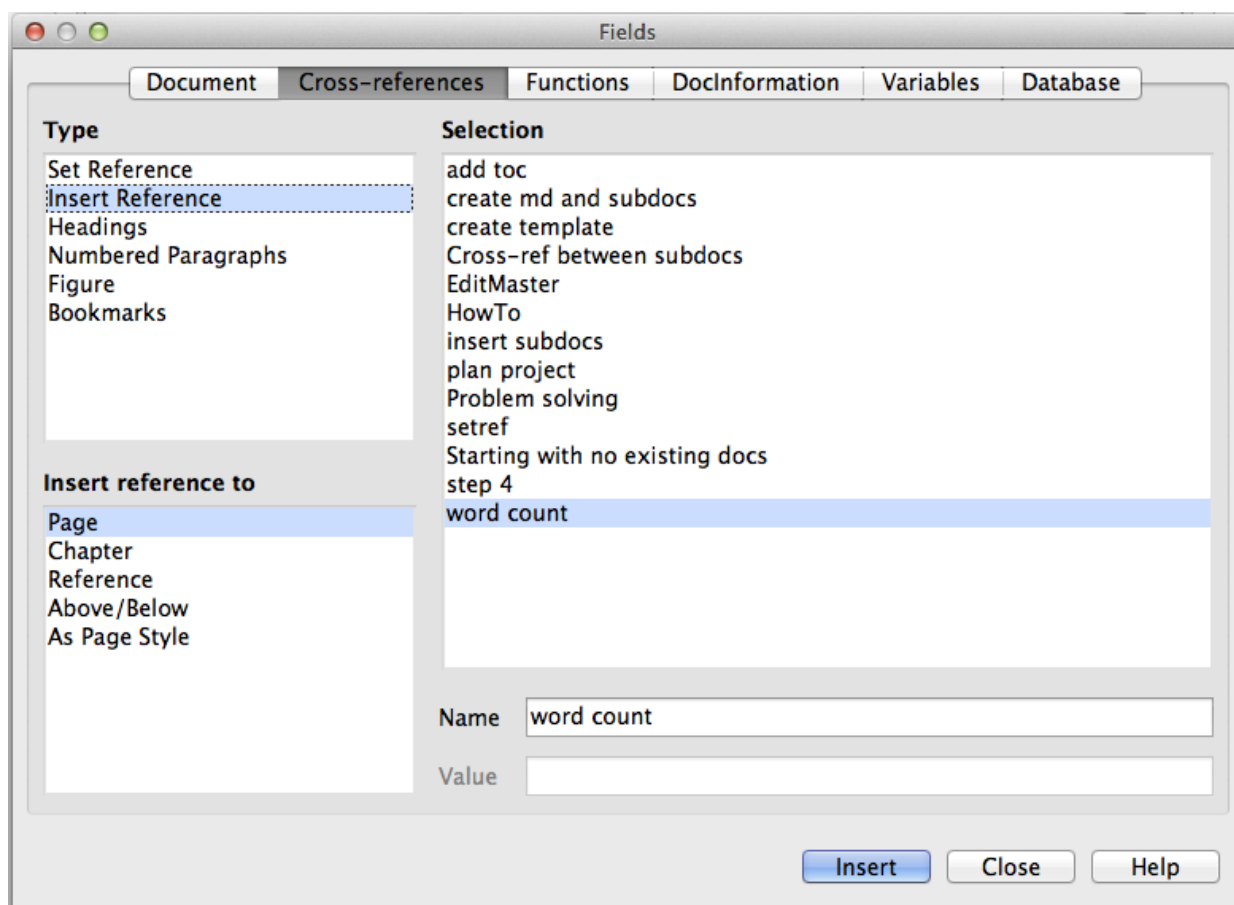 Fields
Document Cross-references Functions DocInformation Variables Database
Type
Set Reference
Insert Reference
Headings
Numbered Paragraphs
Figure
Bookmarks
Insert reference to
Page
Chapter
Reference
Above/Below
As Page Style
Selection
add toc
create md and subdocs
create template
Cross-ref between subdocs
EditMaster
HowTo
insert subdocs
plan project
Problem solving
setref
Starting with no existing docs
step 4
word count
Name word count
Value
Insert Close Help